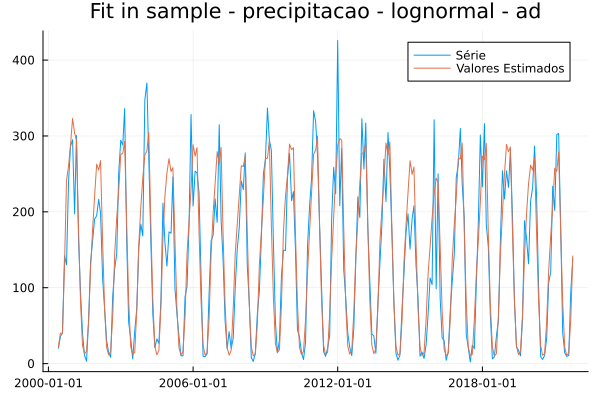 Fit in sample - precipitacao - lognormal - ad
Série
Valores Estimados
400
300
200
100
0
2000-01-01 2006-01-01 2012-01-01 2018-01-01